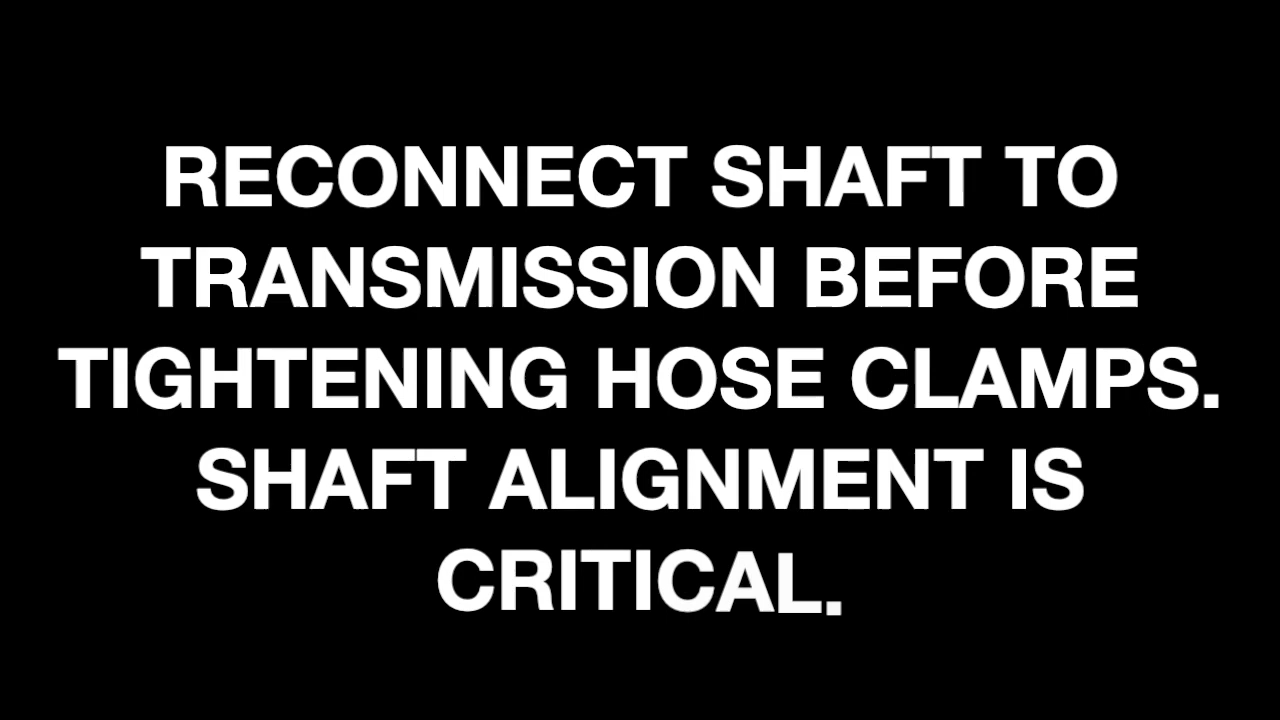 RECONNECT SHAFT TO
TRANSMISSION BEFORE
TIGHTENING HOSE CLAMPS.
SHAFT ALIGNMENT IS
CRITICAL.